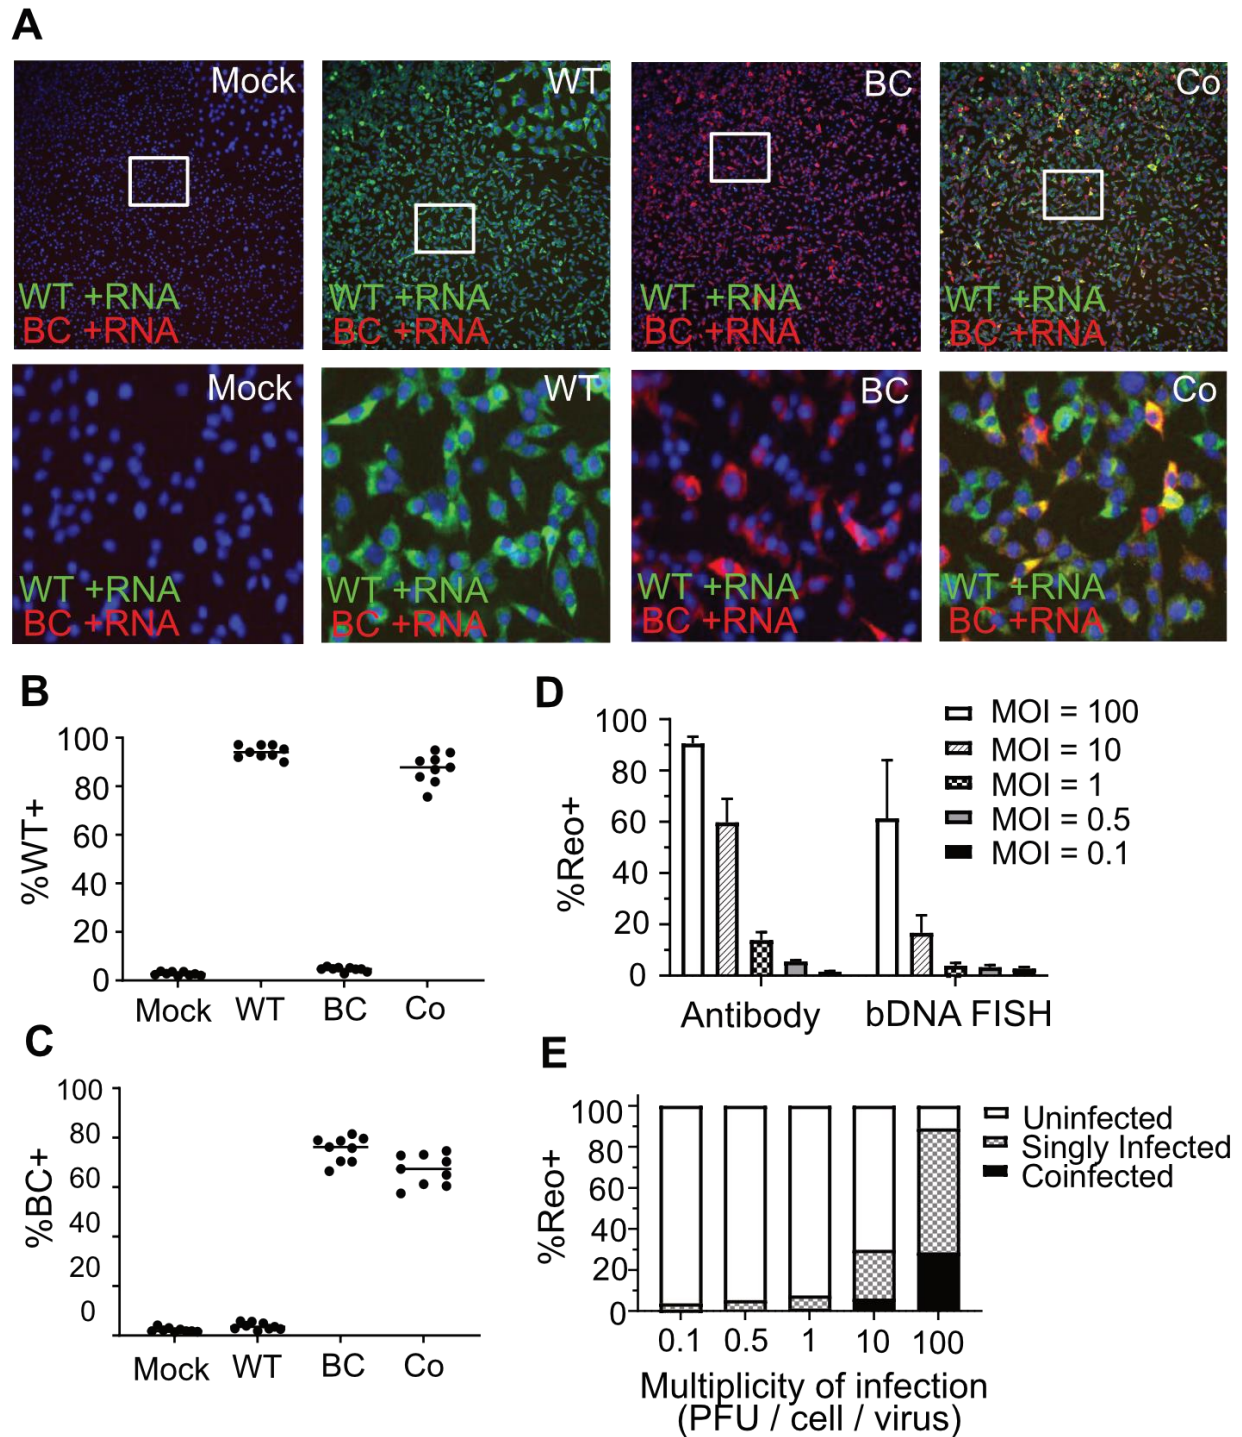 A
Mock
WT +RNA
BC +RNA
WT
WT +RNA
BC +RNA
BC
WT +RNA
BC +RNA
Co
WT +RNA
BC +RNA
Mock
WT +RNA
BC +RNA
WT
WT +RNA
BC +RNA
BC
WT +RNA
BC +RNA
Co
WT +RNA
BC +RNA
B
%WT+
100
80
60
40
20
0
Mock WT BC Co
C
%BC+
100
80
60
40
20
0
Mock WT BC Co
D
%Reo+
100
80
60
40
20
0
Antibody bDNA FISH
MOI = 100
MOI = 10
MOI = 1
MOI = 0.5
MOI = 0.1
E
%Reo+
100
80
60
40
20
0
0.1 0.5 1 10 100
Multiplicity of infection
(PFU / cell / virus)
Uninfected
Singly Infected
Coinfected